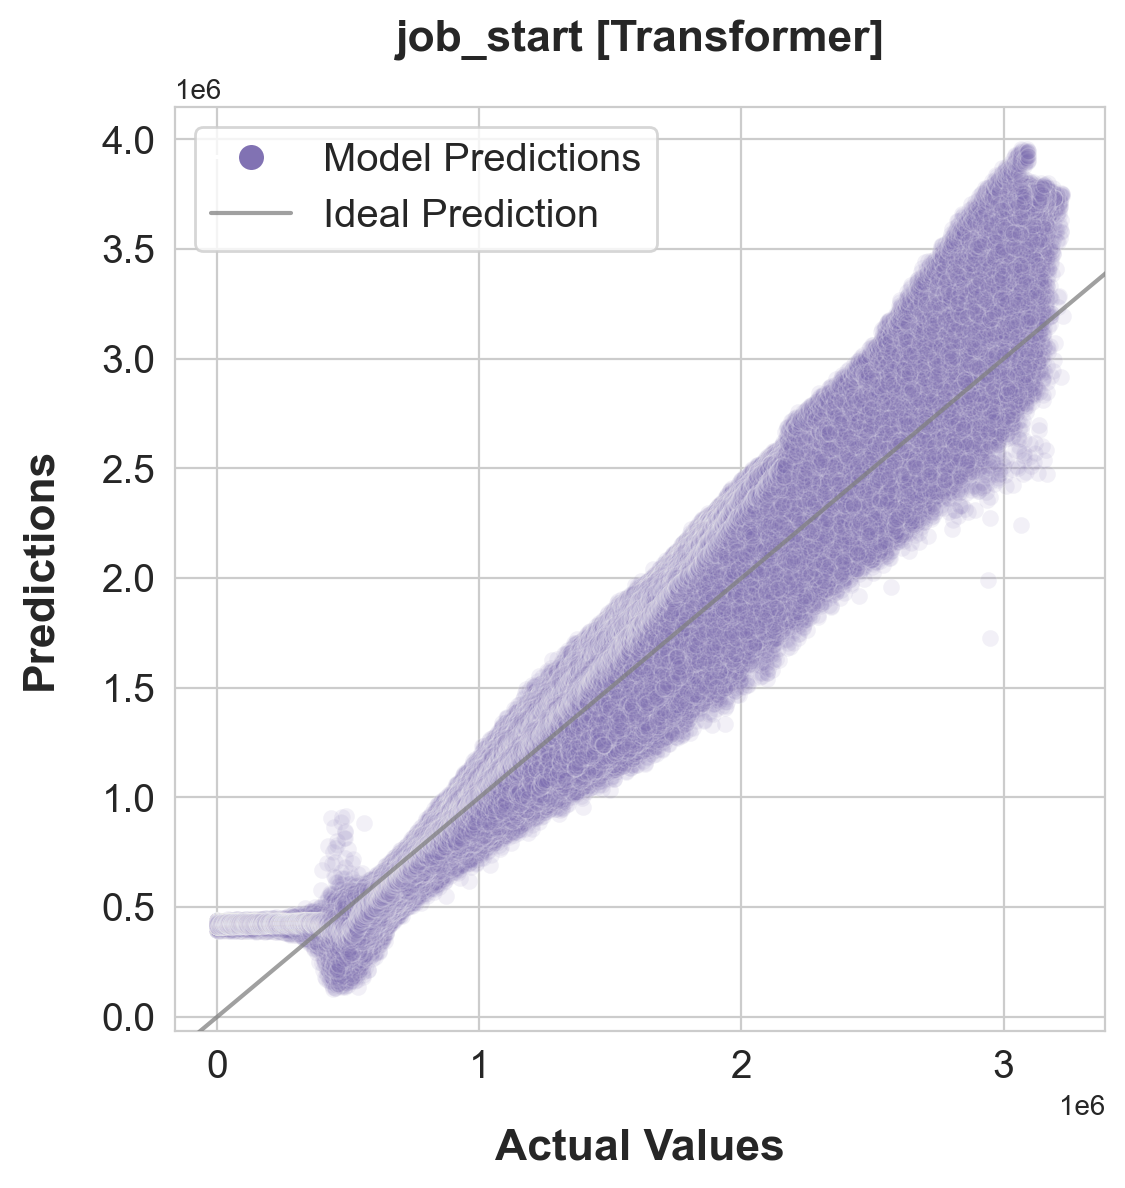 job_start [Transformer]
1e6
Model Predictions
Ideal Prediction
4.0
3.5
3.0
2.5
2.0
1.5
1.0
0.5
0.0
Predictions
0 1 2 3
1e6
Actual Values